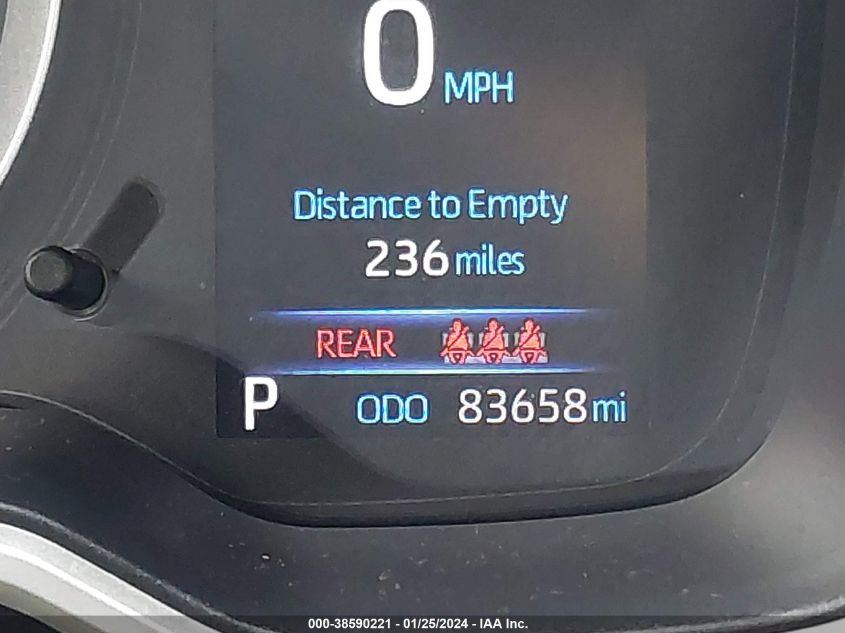 0 MPH
Distance to Empty
236 miles
REAR
P ODO 83658 mi
000-38590221 - 01/25/2024 - IAA Inc.